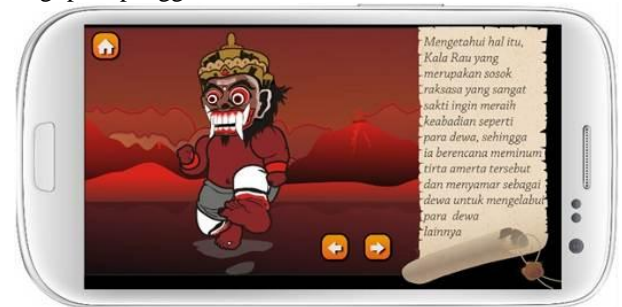 Mengetahui hal itu,
Kala Rau yang
merupakan sosok
raksasa yang sangat
sakti ingin meraih
keabadian seperti
para dewa, sehingga
ia berencana meminum
tirta amerta tersebut
dan menyamar sebagai
dewa untuk mengelabui
para dewa
lainnya